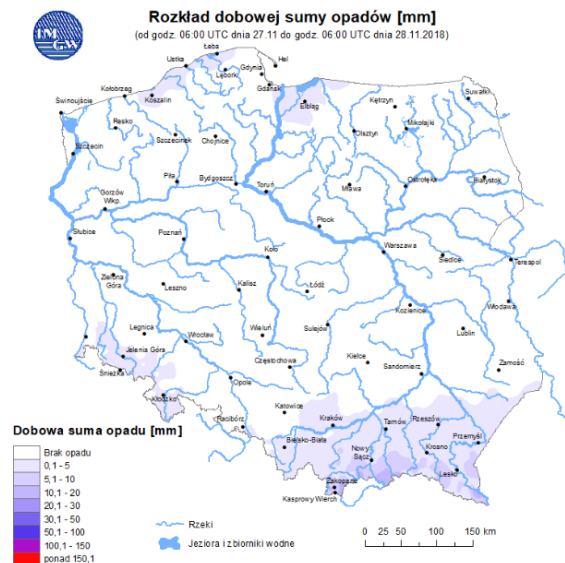 IM
GW
Rozkład dobowej sumy opadów [mm]
(od godz. 06:00 UTC dnia 27.11 do godz. 06:00 UTC dnia 28.11.2018)
Łeba
Ustka
Lębork
Gdynia
Hel
Gdańsk
Kołobrzeg
Koszalin
Elbląg
Kętrzyn
Suwałki
Świnoujście
Resko
Szczecinek
Chojnice
Olsztyn
Mikołajki
Szczecin
Piła
Bydgoszcz
Toruń
Mława
Ostrołęka
Białystok
Gorzów
Wlkp.
Płock
Słubice
Poznań
Koło
Warszawa
Siedlce
Terespol
Zielona
Góra
Leszno
Kalisz
Łódź
Kozienice
Włodawa
Legnica
Wrocław
Wieluń
Sulejów
Lublin
Jelenia Góra
Śnieżka
Częstochowa
Kielce
Sandomierz
Zamość
Kłodzko
Opole
Katowice
Racibórz
Kraków
Tarnów
Rzeszów
Przemyśl
Bielsko-Biała
Nowy
Sącz
Krosno
Lesko
Zakopane
Kasprowy Wierch
Dobowa suma opadu [mm]
Brak opadu
0,1 - 5
5,1 - 10
10,1 - 20
20,1 - 30
30,1 - 50
50,1 - 100
100,1 - 150
ponad 150,1
Rzeki
Jeziora i zbiorniki wodne
0 25 50 100 150 km